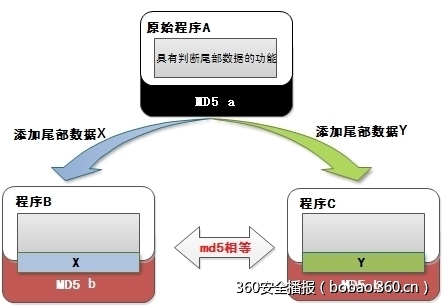 原始程序A
具有判断尾部数据的功能
MD5 a
添加尾部数据X
添加尾部数据Y
程序B
程序C
md5相等
X
Y
MD5 b
MD5 b
360安全播报（bobao.360.cn）